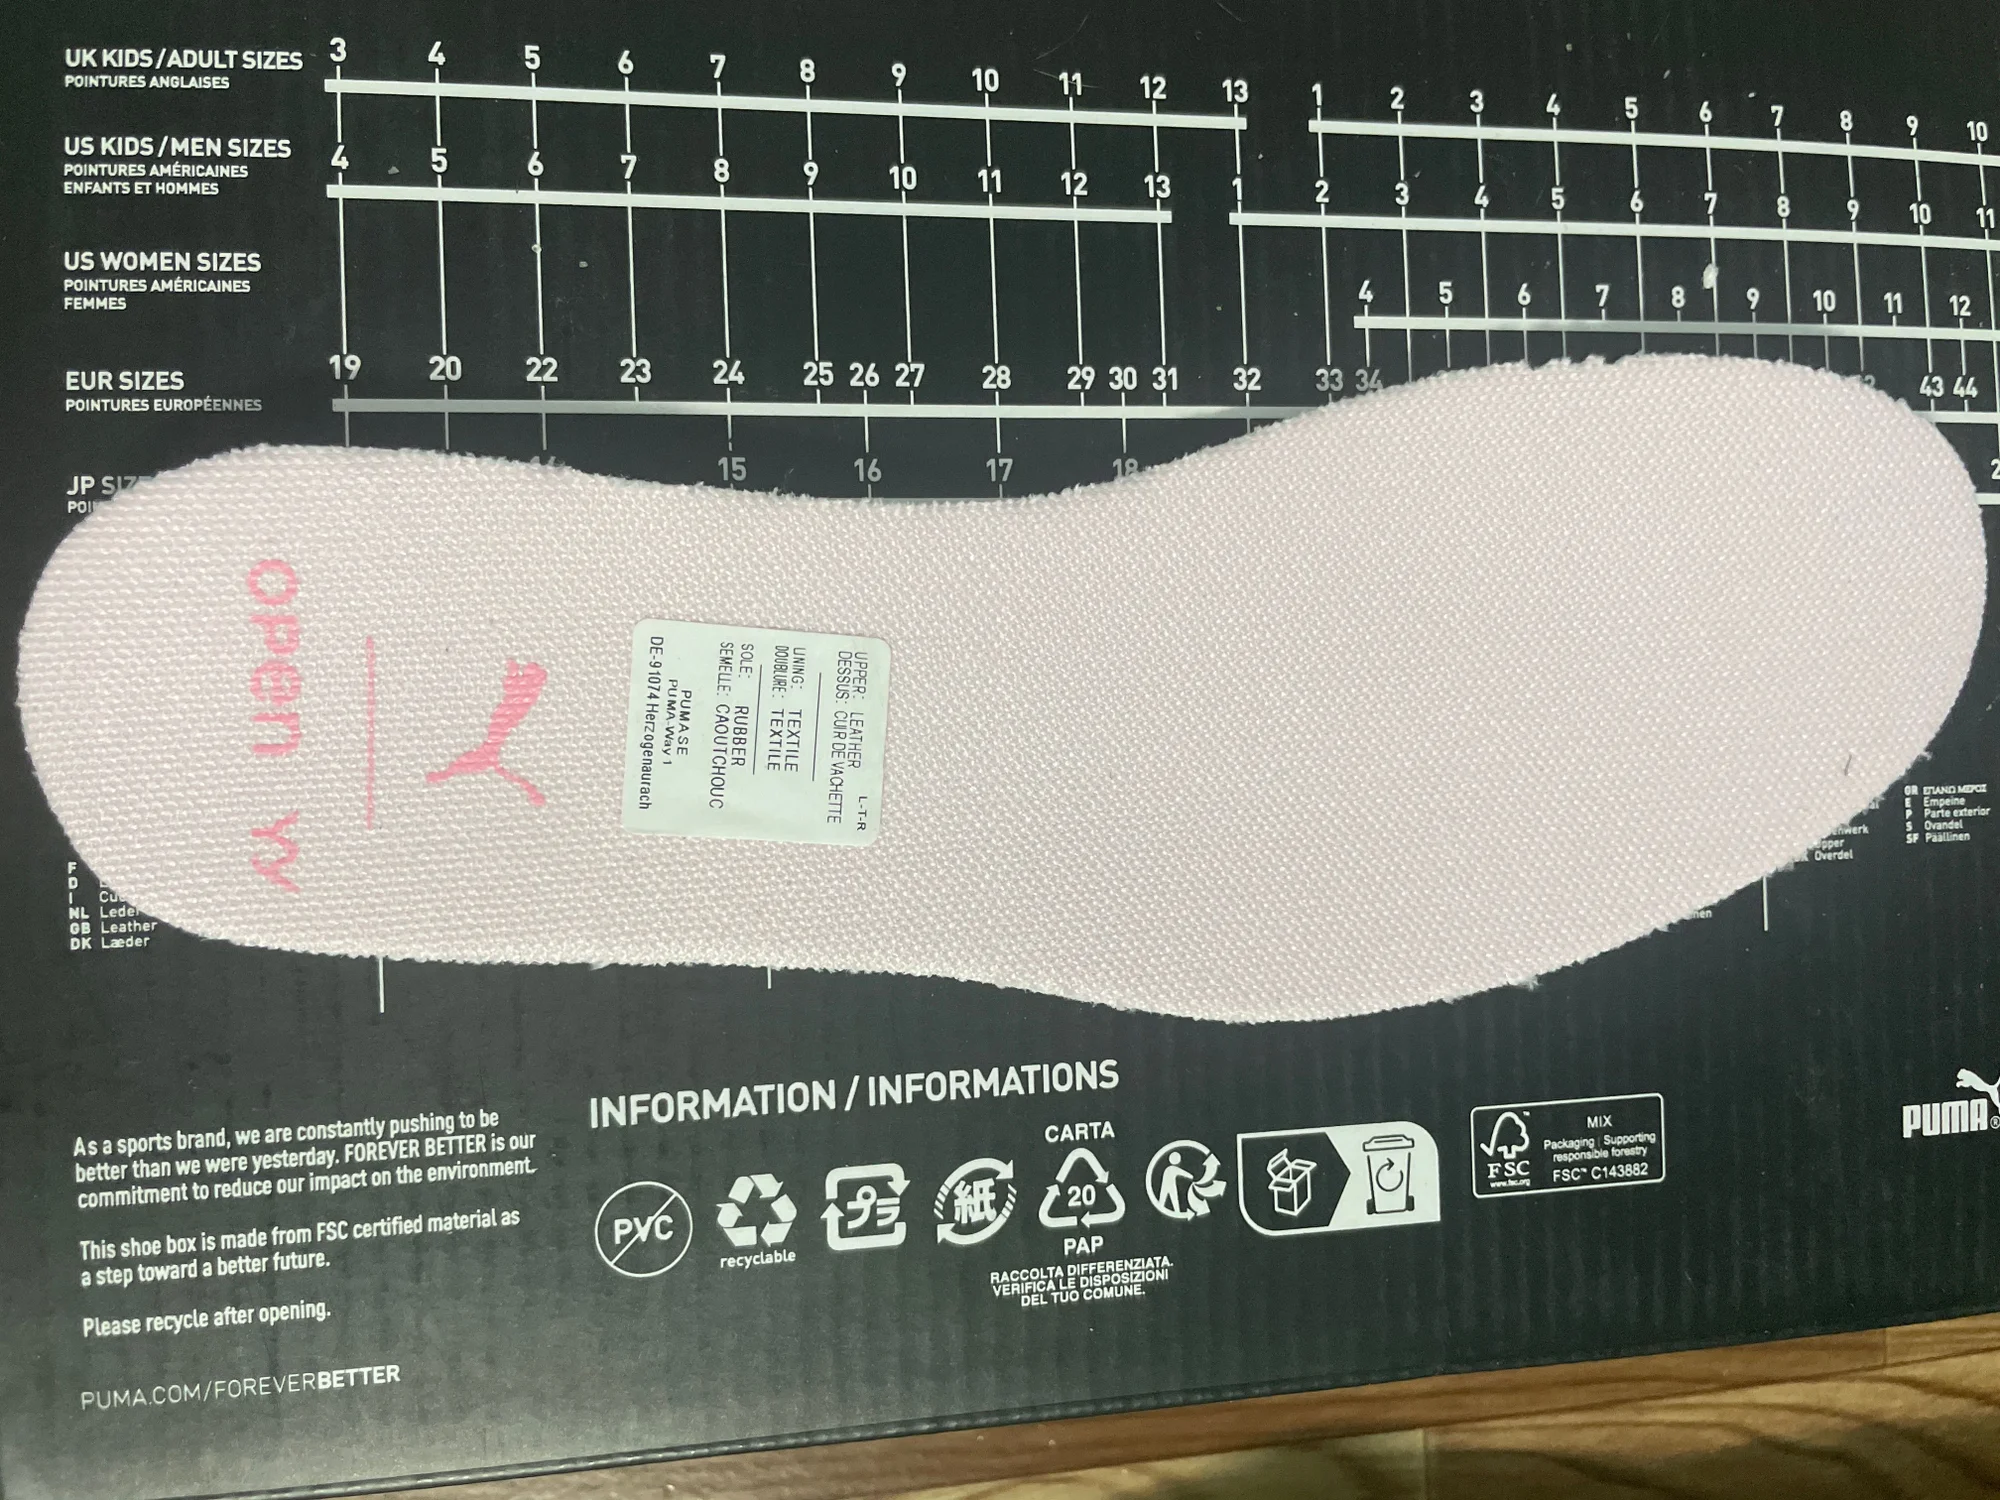 UK KIDS/ADULT SIZES 3 4 5 6 7 8 9 10 11 12 13 1 2 3 4 5 6 7 8 9 10
POINTURES ANGLAISES
US KIDS/MEN SIZES 4 5 6 7 8 9 10 11 12 13 1 2 3 4 5 6 7 8 9 10 11
POINTURES AMÉRICAINES
ENFANTS ET HOMMES
US WOMEN SIZES 4 5 6 7 8 9 10 11 12
POINTURES AMÉRICAINES
FEMMES
EUR SIZES 19 20 22 23 24 25 26 27 28 29 30 31 32 33 34 43 44
POINTURES EUROPÉENNES
JP 15 16 17 18
open yy
L-T-R
UPPER: LEATHER
DESSUS: CUIR DE VACHETTE
LINING: TEXTILE
DOUBLURE: TEXTILE
SOLE: RUBBER
SEMELLE: CAOUTCHOUC
PUMA SE
PUMA-Way 1
DE-91074 Herzogenaurach
F
D
I
NL Leder
GB Leather
DK Læder
Overdel
GR ΕΠΑΝΩ ΜΕΡΟΣ
E Empeine
P Parte exterior
S Ovandel
SF Päällinen
As a sports brand, we are constantly pushing to be
better than we were yesterday. FOREVER BETTER is our
commitment to reduce our impact on the environment.
This shoe box is made from FSC certified material as
a step toward a better future.
Please recycle after opening.
PUMA.COM/FOREVERBETTER
INFORMATION / INFORMATIONS
PVC
recyclable
プラ
紙
CARTA
20
PAP
RACCOLTA DIFFERENZIATA.
VERIFICA LE DISPOSIZIONI
DEL TUO COMUNE.
FSC
www.fsc.org
MIX
Packaging | Supporting
responsible forestry
FSC™ C143882
PUMA®